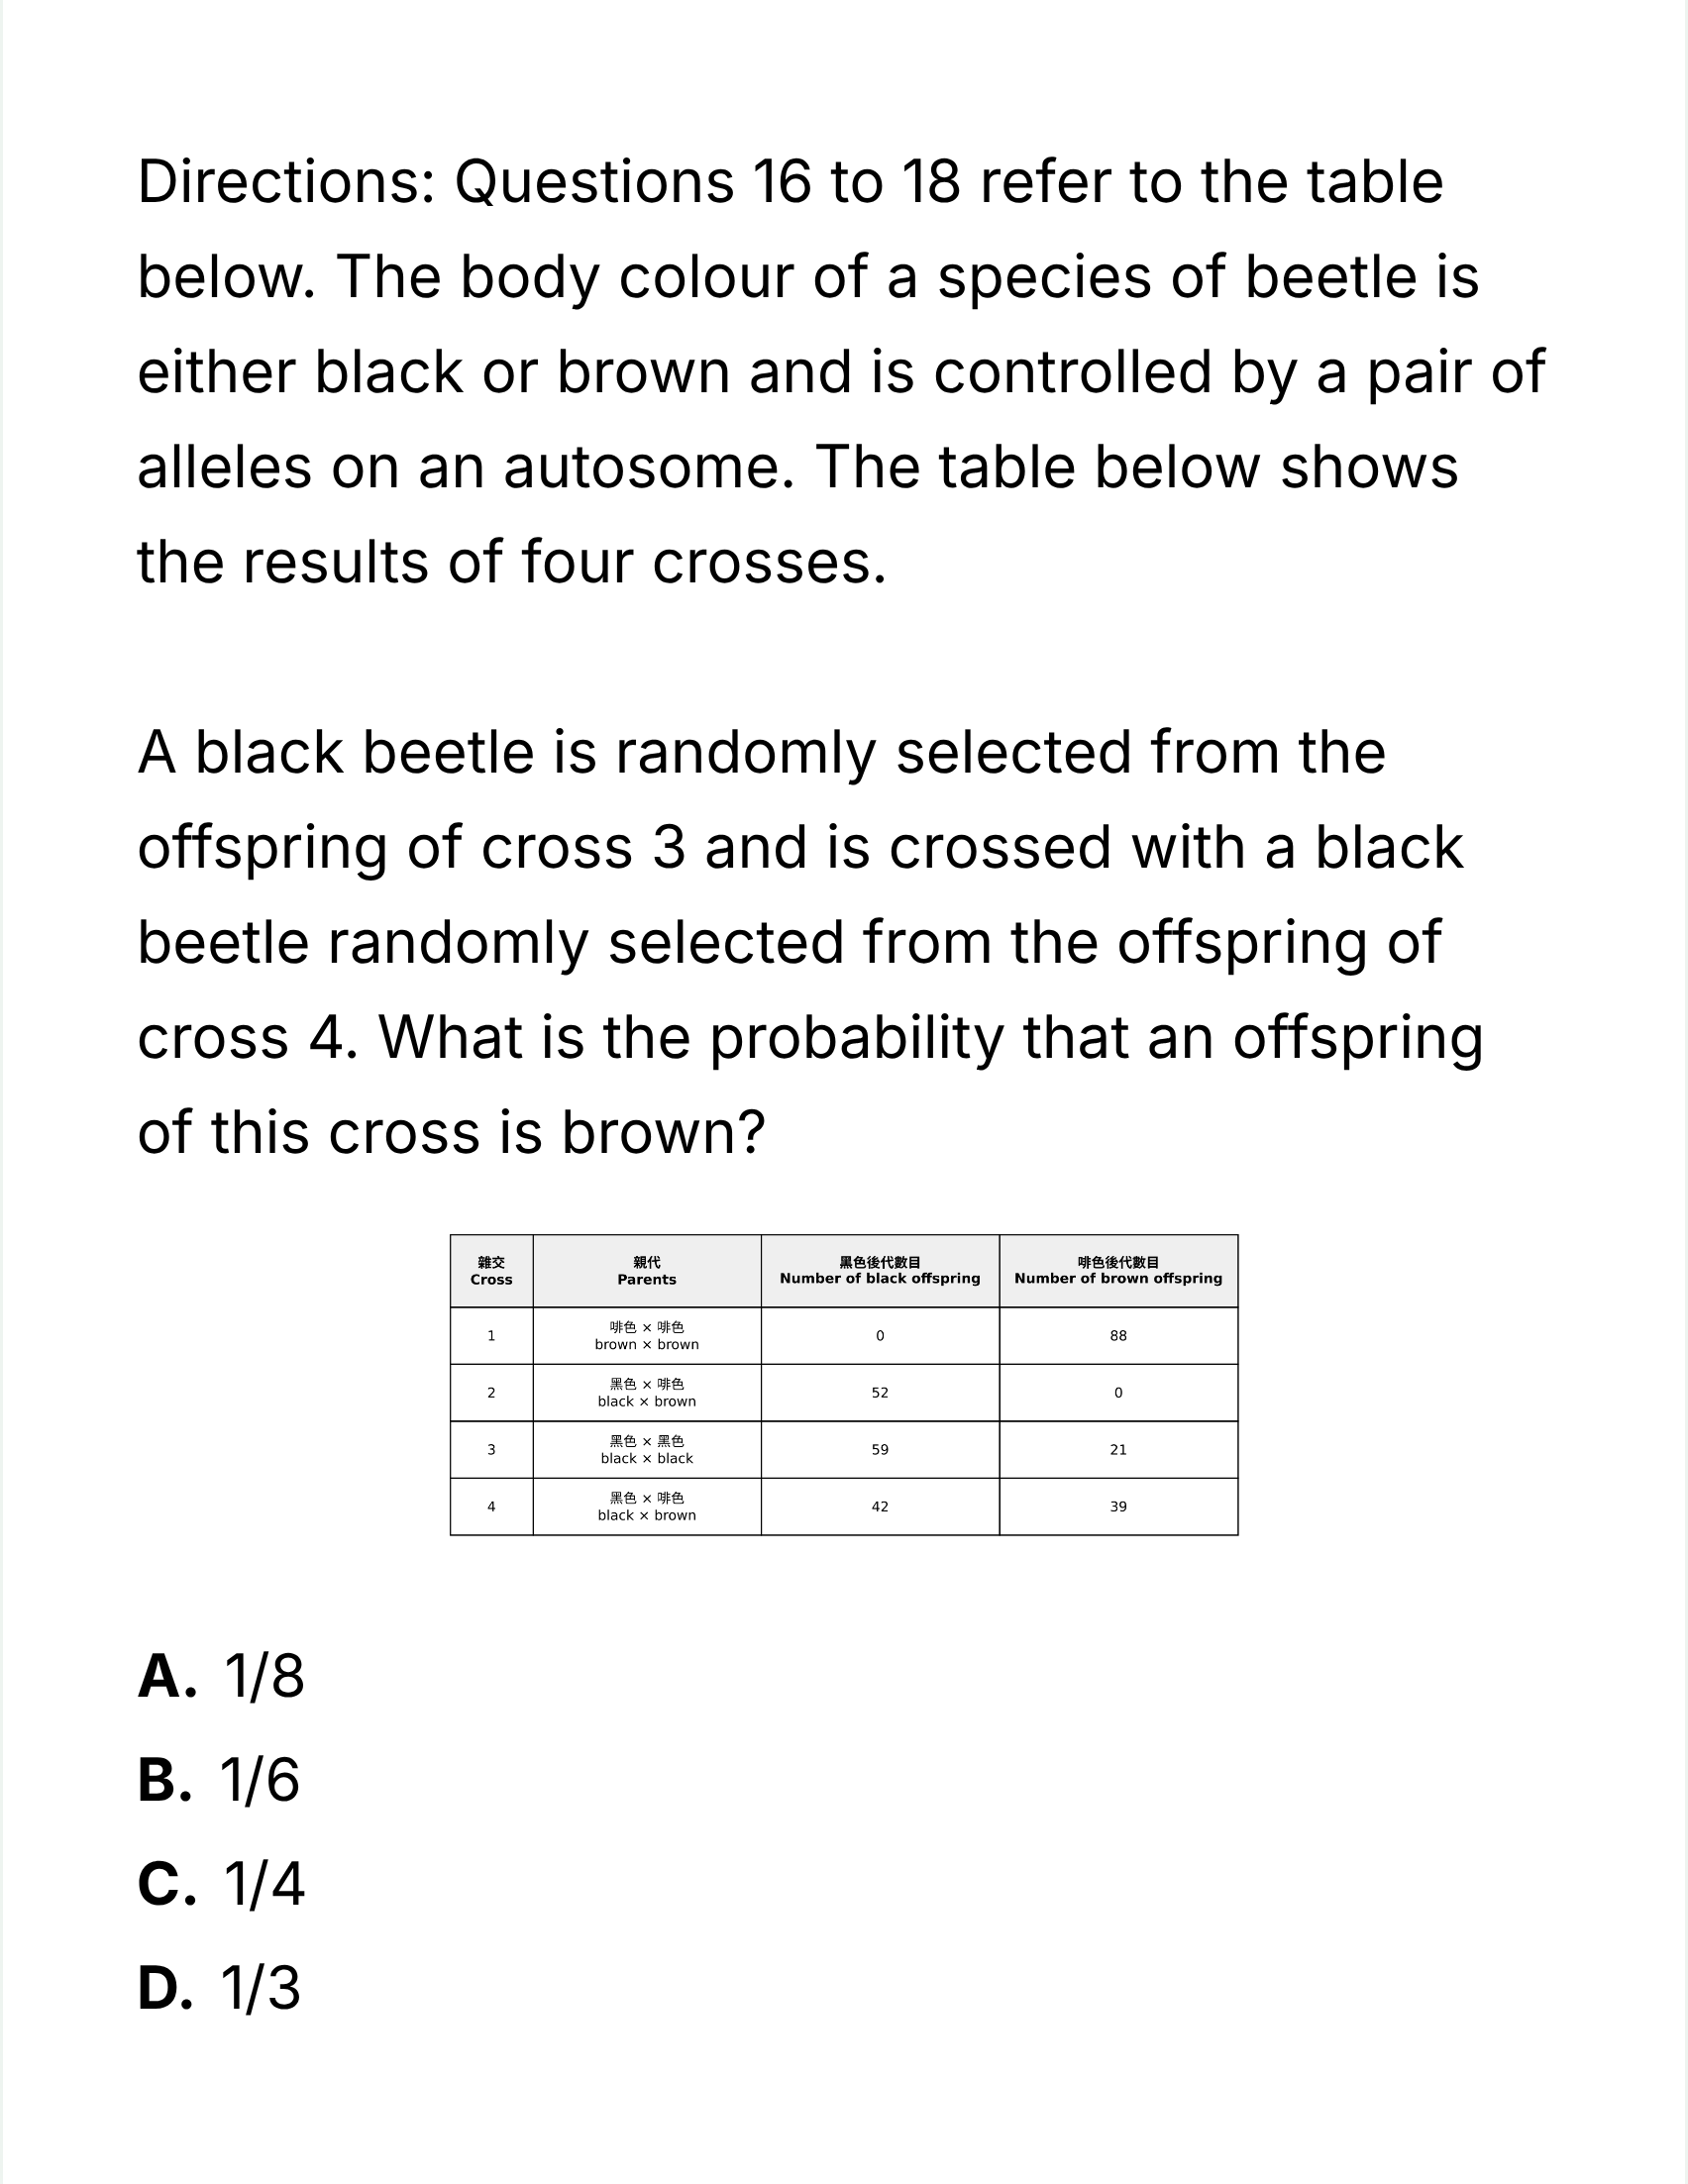 Directions: Questions 16 to 18 refer to the table
below. The body colour of a species of beetle is
either black or brown and is controlled by a pair of
alleles on an autosome. The table below shows
the results of four crosses.
A black beetle is randomly selected from the
offspring of cross 3 and is crossed with a black
beetle randomly selected from the offspring of
cross 4. What is the probability that an offspring
of this cross is brown?
雜交 親代 黑色後代數目 啡色後代數目
Cross Parents Number of black offspring Number of brown offspring
啡色 × 啡色
1 brown × brown 0 88
黑色 × 啡色
2 black × brown 52 0
黑色 × 黑色
3 black × black 59 21
黑色 × 啡色
4 black × brown 42 39
A. 1/8
B. 1/6
C. 1/4
D. 1/3